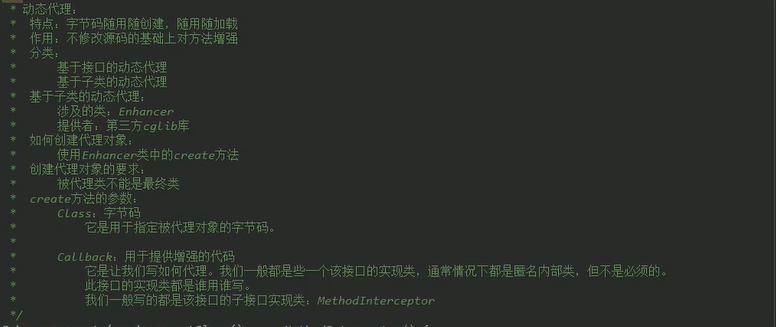 * 动态代理：
*  特点：字节码随用随创建，随用随加载
*  作用：不修改源码的基础上对方法增强
*  分类：
*      基于接口的动态代理
*      基于子类的动态代理
*  基于子类的动态代理：
*      涉及的类：Enhancer
*      提供者：第三方cglib库
*  如何创建代理对象：
*      使用Enhancer类中的create方法
*  创建代理对象的要求：
*      被代理类不能是最终类
*  create方法的参数：
*      Class：字节码
*          它是用于指定被代理对象的字节码。
*
*      Callback：用于提供增强的代码
*          它是让我们写如何代理。我们一般都是些一个该接口的实现类，通常情况下都是匿名内部类，但不是必须的。
*          此接口的实现类都是谁用谁写。
*          我们一般写的都是该接口的子接口实现类：MethodInterceptor
*/